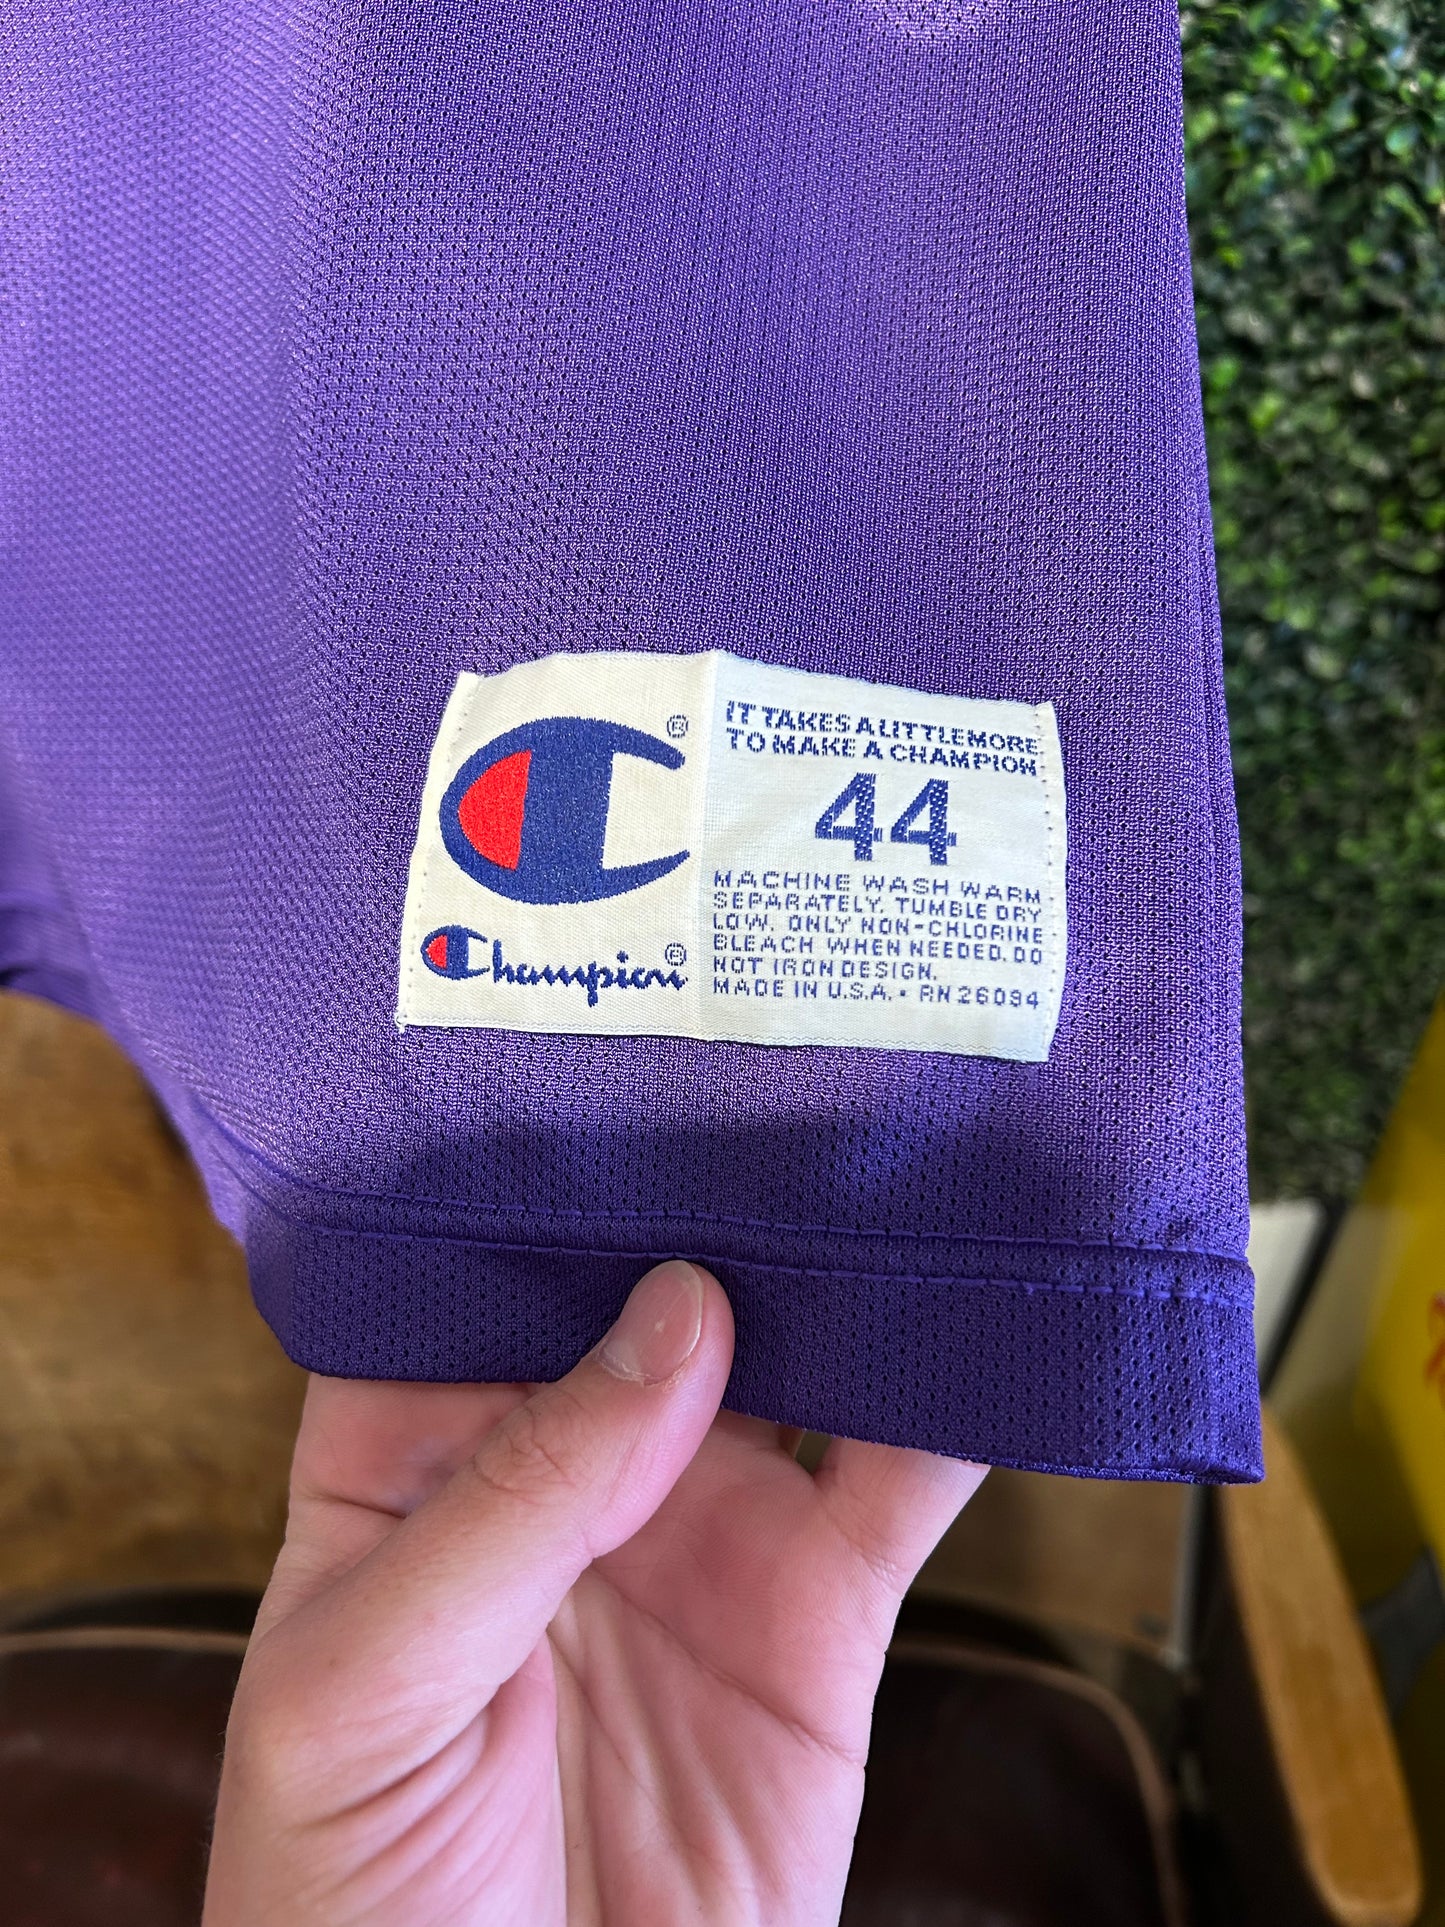 ®
Champion®
IT TAKES A LITTLE MORE
TO MAKE A CHAMPION
44
MACHINE WASH WARM
SEPARATELY. TUMBLE DRY
LOW. ONLY NON-CHLORINE
BLEACH WHEN NEEDED. DO
NOT IRON DESIGN.
MADE IN U.S.A. • RN 26094